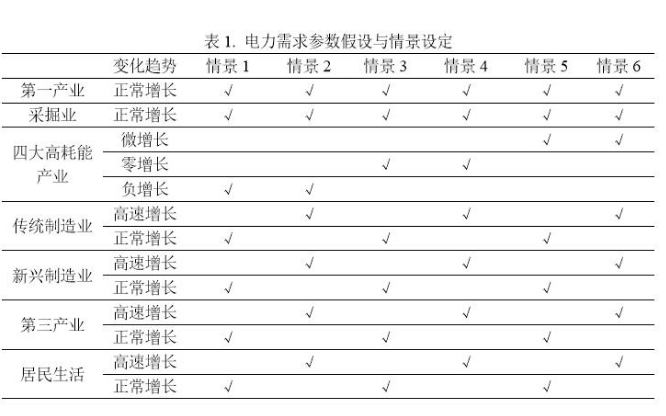 表 1. 电力需求参数假设与情景设定
变化趋势 情景 1 情景 2 情景 3 情景 4 情景 5 情景 6
第一产业 正常增长 √ √ √ √ √ √
采掘业 正常增长 √ √ √ √ √ √
四大高耗能产业 微增长 √ √
零增长 √ √
负增长 √ √
传统制造业 高速增长 √ √ √
正常增长 √ √ √
新兴制造业 高速增长 √ √ √
正常增长 √ √ √
第三产业 高速增长 √ √ √
正常增长 √ √ √
居民生活 高速增长 √ √ √
正常增长 √ √ √